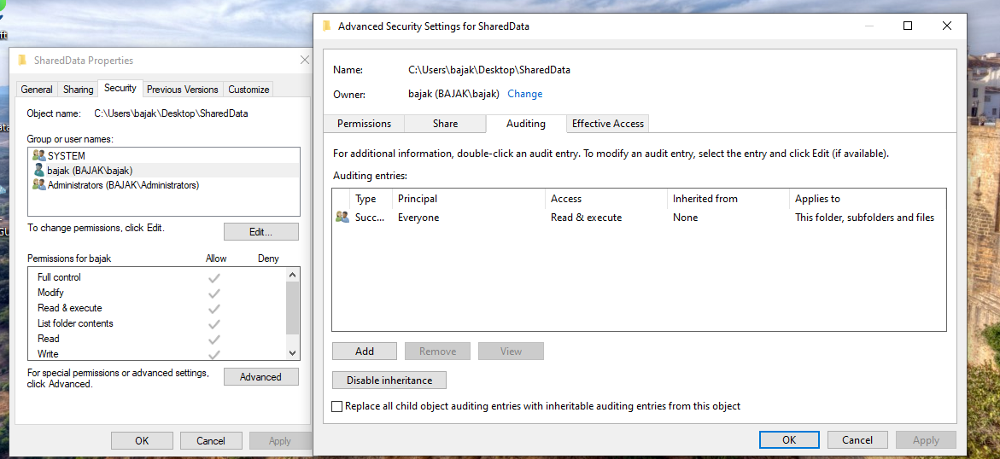 ft
ata
GU
SharedData Properties
General Sharing Security Previous Versions Customize
Object name: C:\Users\bajak\Desktop\SharedData
Group or user names:
SYSTEM
bajak (BAJAK\bajak)
Administrators (BAJAK\Administrators)
To change permissions, click Edit.
Edit...
Permissions for bajak Allow Deny
Full control
Modify
Read & execute
List folder contents
Read
Write
For special permissions or advanced settings,
click Advanced.
Advanced
OK Cancel Apply
Advanced Security Settings for SharedData
Name: C:\Users\bajak\Desktop\SharedData
Owner: bajak (BAJAK\bajak) Change
Permissions Share Auditing Effective Access
For additional information, double-click an audit entry. To modify an audit entry, select the entry and click Edit (if available).
Auditing entries:
Type Principal Access Inherited from Applies to
Succ... Everyone Read & execute None This folder, subfolders and files
Add Remove View
Disable inheritance
Replace all child object auditing entries with inheritable auditing entries from this object
OK Cancel Apply